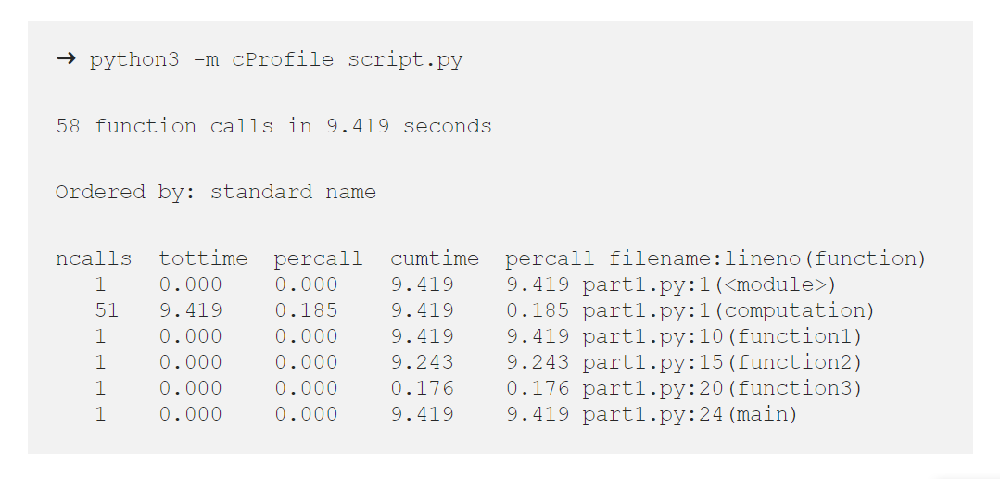 ➜ python3 -m cProfile script.py
58 function calls in 9.419 seconds
Ordered by: standard name
ncalls  tottime  percall  cumtime  percall filename:lineno(function)
   1    0.000    0.000    9.419    9.419 part1.py:1(<module>)
   51   9.419    0.185    9.419    0.185 part1.py:1(computation)
   1    0.000    0.000    9.419    9.419 part1.py:10(function1)
   1    0.000    0.000    9.243    9.243 part1.py:15(function2)
   1    0.000    0.000    0.176    0.176 part1.py:20(function3)
   1    0.000    0.000    9.419    9.419 part1.py:24(main)